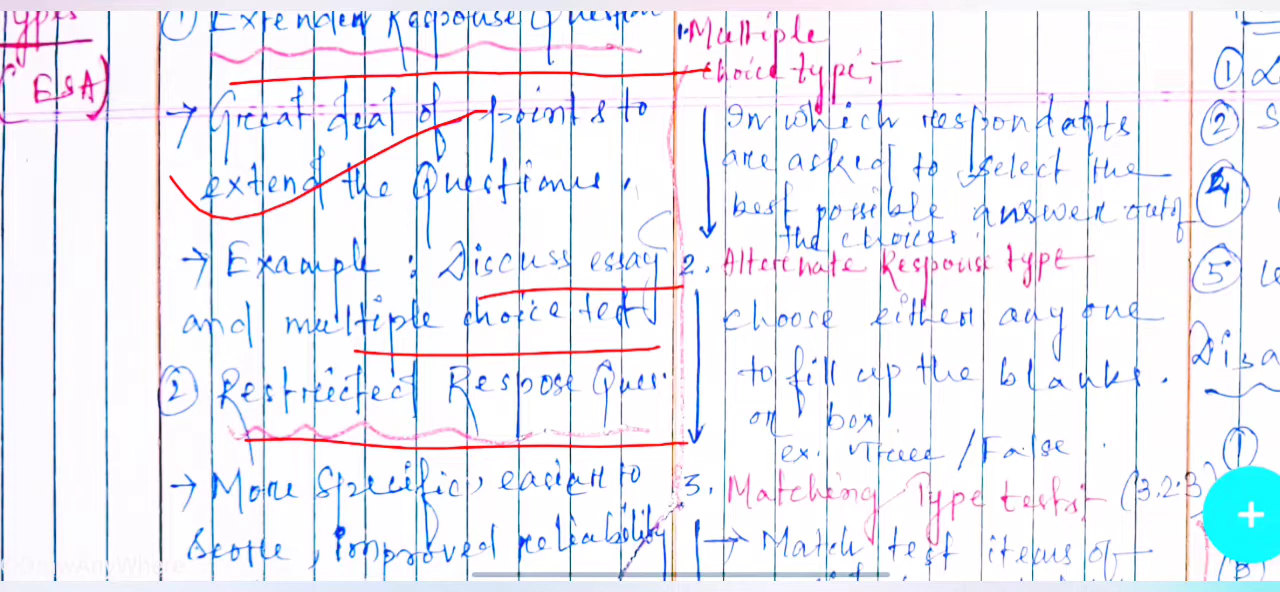 Types
(ESA)
① Extended Response Question
→ Great deal of points to
extend the Questions.
→ Example : Discuss essay
and multiple choice test
② Restricted Respose Ques.
→ More Specific, easier to
score, improved reliability
1. Multiple
choice type:-
In which respondants
are asked to select the
best possible answer out of
the choices.
2. Alternate Response type
choose either any one
to fill up the blanks.
or box
ex. True / False
3. Matching Type tests:- (3.2.3)
→ Match test items of
①
②
4
⑤
Disa
①
+